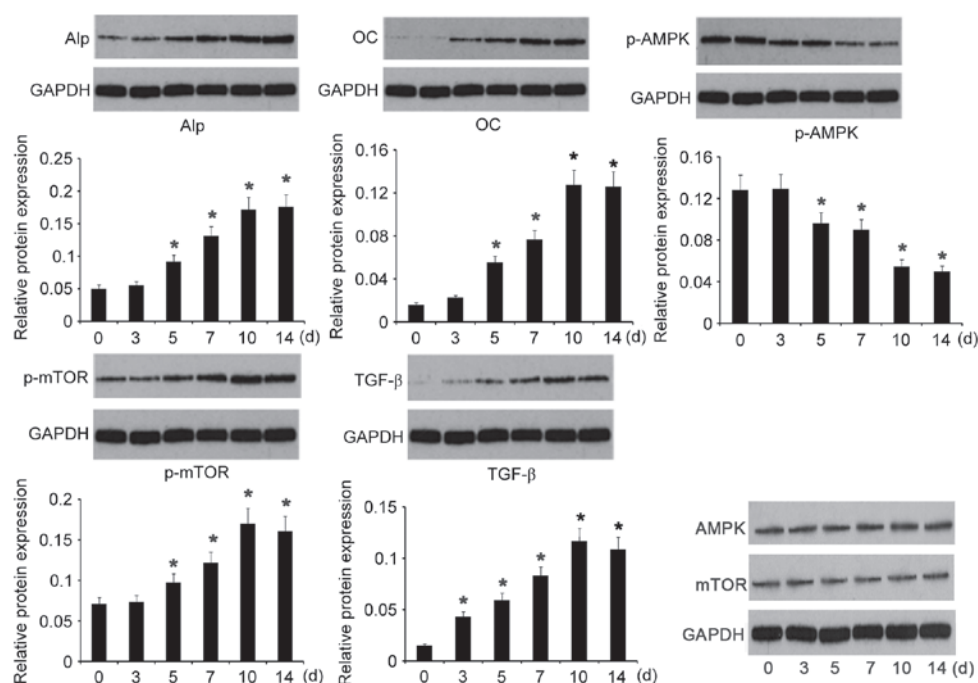 Alp
GAPDH
Alp
Relative protein expression
0.25
0.2
0.15
0.1
0.05
0
* * * *
0 3 5 7 10 14 (d)
OC
GAPDH
OC
Relative protein expression
0.16
0.12
0.08
0.04
0
* * * *
0 3 5 7 10 14 (d)
p-AMPK
GAPDH
p-AMPK
Relative protein expression
0.16
0.12
0.08
0.04
0
* * * *
0 3 5 7 10 14 (d)
p-mTOR
GAPDH
p-mTOR
Relative protein expression
0.2
0.15
0.1
0.05
0
* * * *
0 3 5 7 10 14 (d)
TGF-β
GAPDH
TGF-β
Relative protein expression
0.15
0.1
0.05
0
* * * * *
0 3 5 7 10 14 (d)
AMPK
mTOR
GAPDH
0 3 5 7 10 14 (d)